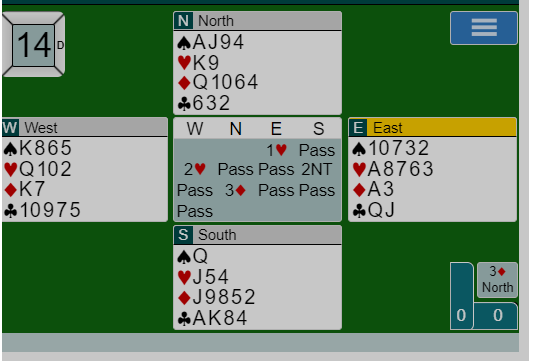 14 D
N North
♠AJ94
♥K9
♦Q1064
♣632
W West
♠K865
♥Q102
♦K7
♣10975
W N E S
1♥ Pass
2♥ Pass Pass 2NT
Pass 3♦ Pass Pass
Pass
E East
♠10732
♥A8763
♦A3
♣QJ
S South
♠Q
♥J54
♦J9852
♣AK84
3♦
North
0 0